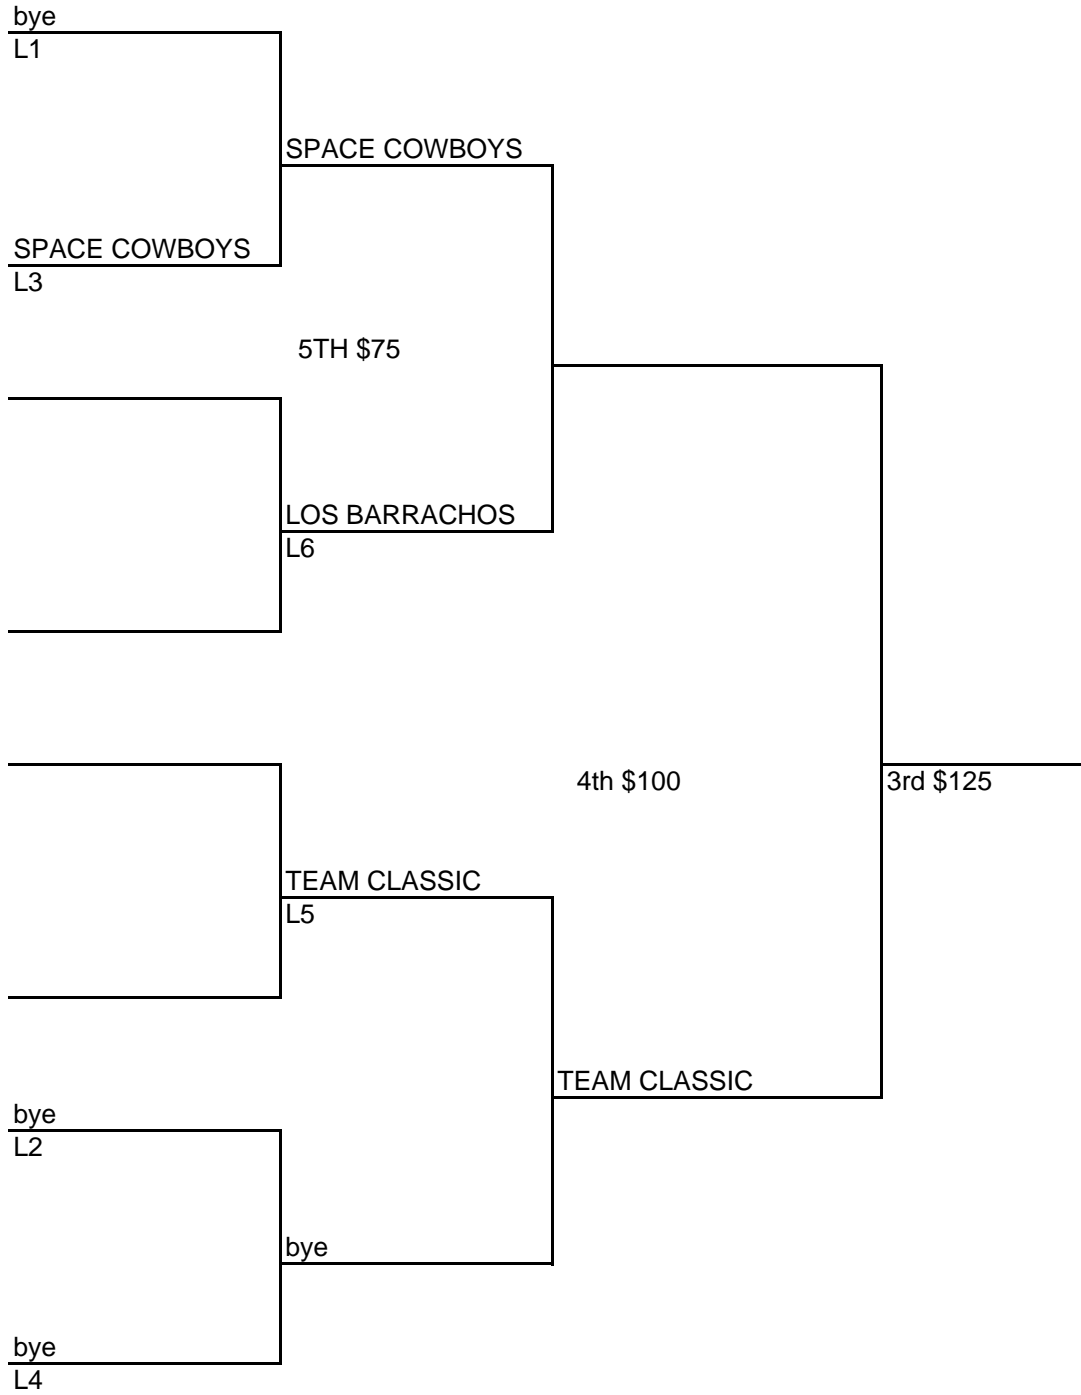 bye
L1
SPACE COWBOYS
SPACE COWBOYS
L3
5TH $75
LOS BARRACHOS
L6
4th $100
3rd $125
TEAM CLASSIC
L5
TEAM CLASSIC
bye
L2
bye
bye
L4